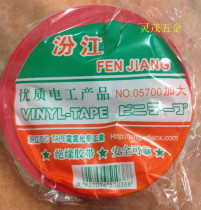 灵茂五金
汾江
FEN JIANG
优质电工产品 NO.05700加大
VINYL-TAPE ビニテープ
绝缘胶带 安全可靠